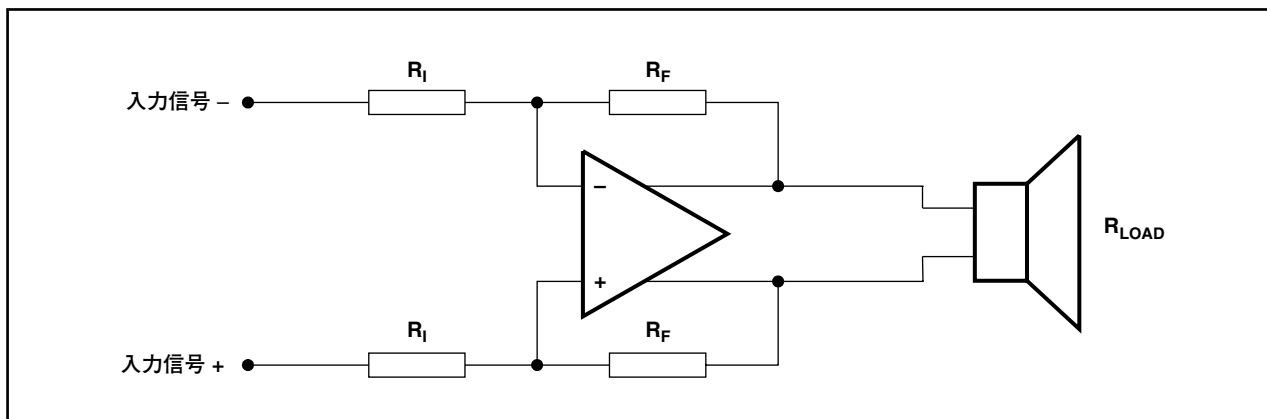 R_I
R_F
入力信号 –
–
R_LOAD
+
R_I
R_F
入力信号 +